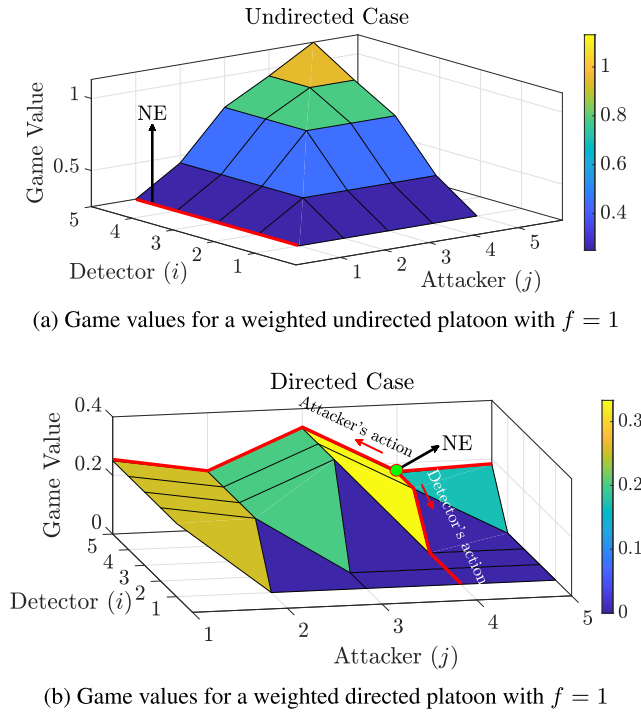 Undirected Case
Game Value
1
0.5
NE
5
4
3
2
1
Detector (i)
1
2
3
4
5
Attacker (j)
1
0.8
0.6
0.4
(a) Game values for a weighted undirected platoon with f = 1
Directed Case
Game Value
0.4
0.2
0
Attacker's action
NE
Detector's action
5
4
3
2
1
Detector (i)
1
2
3
4
5
Attacker (j)
0.3
0.2
0.1
0
(b) Game values for a weighted directed platoon with f = 1